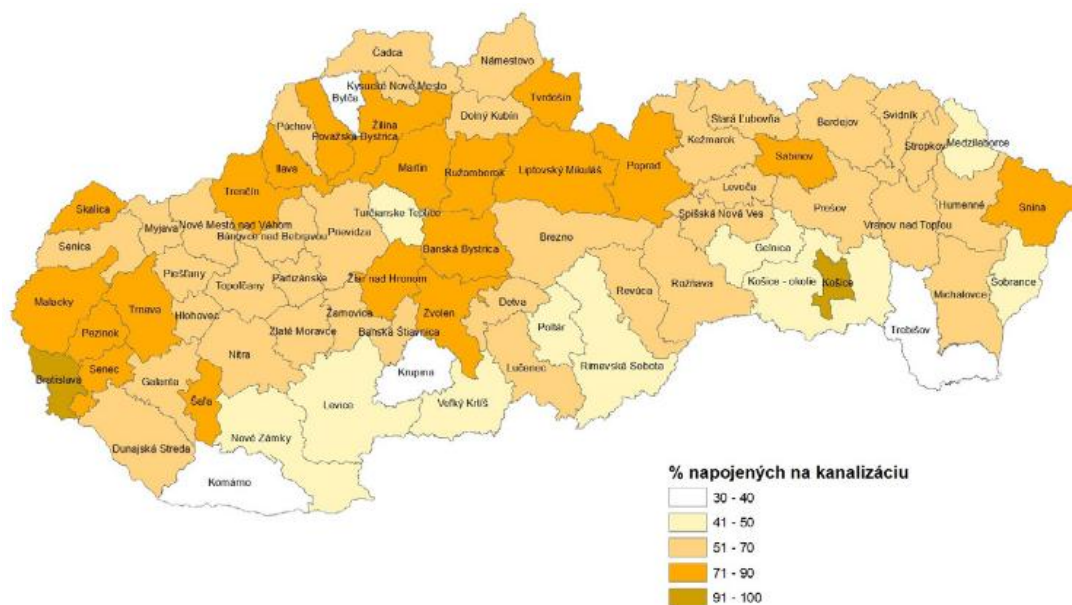 Čadca
Námestovo
Kysucké Nové Mesto
Bytča
Tvrdošín
Dolný Kubín
Púchov
Považská Bystrica
Žilina
Stará Ľubovňa
Bardejov
Svidník
Stropkov
Medzilaborce
Kežmarok
Sabinov
Ilava
Martin
Ružomberok
Liptovský Mikuláš
Poprad
Trenčín
Levoča
Prešov
Humenné
Snina
Skalica
Turčianske Teplice
Spišská Nová Ves
Vranov nad Topľou
Myjava
Nové Mesto nad Váhom
Bánovce nad Bebravou
Prievidza
Banská Bystrica
Brezno
Gelnica
Senica
Piešťany
Topoľčany
Partizánske
Žiar nad Hronom
Košice - okolie
Košice
Sobrance
Malacky
Trnava
Hlohovec
Zlaté Moravce
Žarnovica
Banská Štiavnica
Zvolen
Detva
Revúca
Rožňava
Michalovce
Pezinok
Nitra
Poltár
Trebišov
Bratislava
Senec
Galanta
Krupina
Lučenec
Rimavská Sobota
Šaľa
Levice
Veľký Krtíš
Dunajská Streda
Nové Zámky
Komárno
% napojených na kanalizáciu
30 - 40
41 - 50
51 - 70
71 - 90
91 - 100